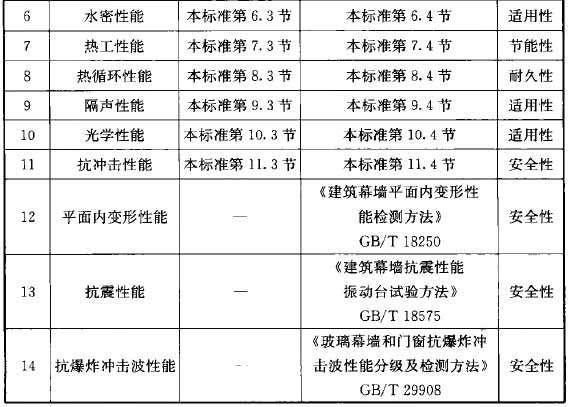 6 水密性能 本标准第 6.3 节 本标准第 6.4 节 适用性
7 热工性能 本标准第 7.3 节 本标准第 7.4 节 节能性
8 热循环性能 本标准第 8.3 节 本标准第 8.4 节 耐久性
9 隔声性能 本标准第 9.3 节 本标准第 9.4 节 适用性
10 光学性能 本标准第 10.3 节 本标准第 10.4 节 适用性
11 抗冲击性能 本标准第 11.3 节 本标准第 11.4 节 安全性
12 平面内变形性能 — 《建筑幕墙平面内变形性
能检测方法》
GB/T 18250
安全性
13 抗震性能 — 《建筑幕墙抗震性能
振动台试验方法》
GB/T 18575
安全性
14 抗爆炸冲击波性能 - 《玻璃幕墙和门窗抗爆炸冲
击波性能分级及检测方法》
GB/T 29908
安全性